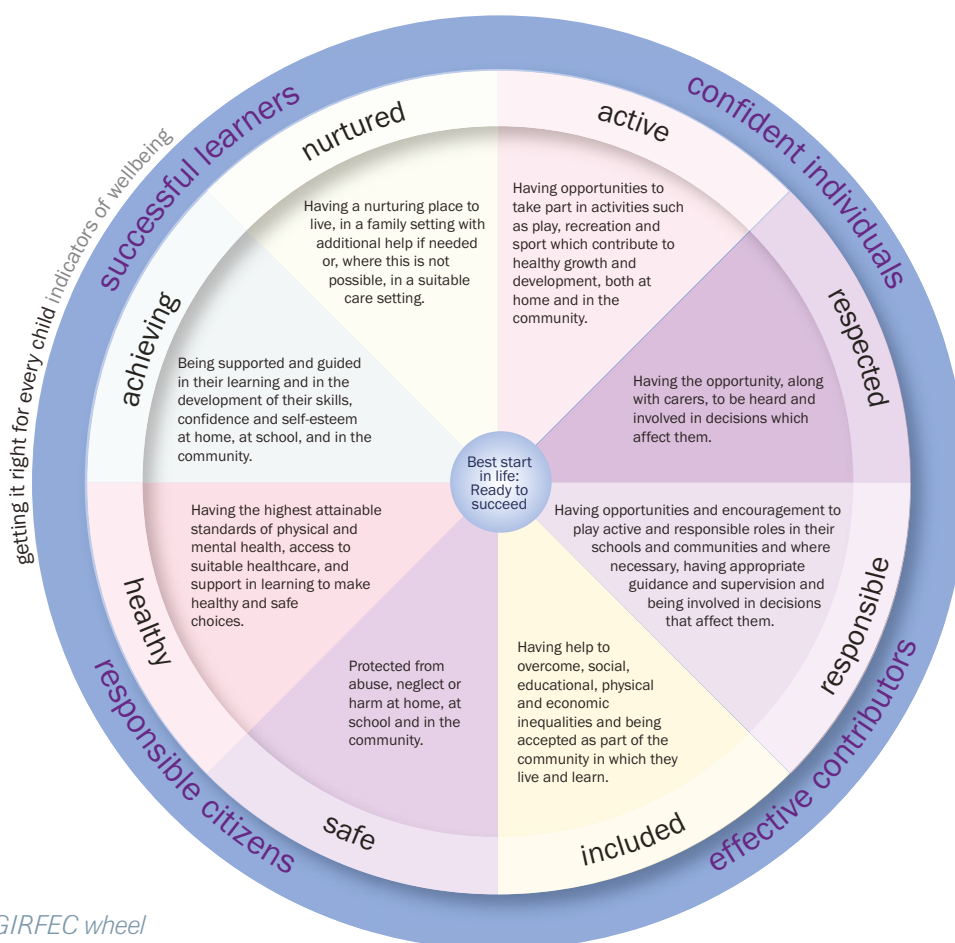 getting it right for every child indicators of wellbeing
successful learners
confident individuals
effective contributors
responsible citizens
nurtured
Having a nurturing place to
live, in a family setting with
additional help if needed
or, where this is not
possible, in a suitable
care setting.
active
Having opportunities to
take part in activities such
as play, recreation and
sport which contribute to
healthy growth and
development, both at
home and in the
community.
respected
Having the opportunity, along
with carers, to be heard and
involved in decisions which
affect them.
responsible
Having opportunities and encouragement to
play active and responsible roles in their
schools and communities and where
necessary, having appropriate
guidance and supervision and
being involved in decisions
that affect them.
included
Having help to
overcome, social,
educational, physical
and economic
inequalities and being
accepted as part of the
community in which they
live and learn.
safe
Protected from
abuse, neglect or
harm at home, at
school and in the
community.
healthy
Having the highest attainable
standards of physical and
mental health, access to
suitable healthcare, and
support in learning to make
healthy and safe
choices.
achieving
Being supported and guided
in their learning and in the
development of their skills,
confidence and self-esteem
at home, at school, and in the
community.
Best start
in life:
Ready to
succeed
GIRFEC wheel